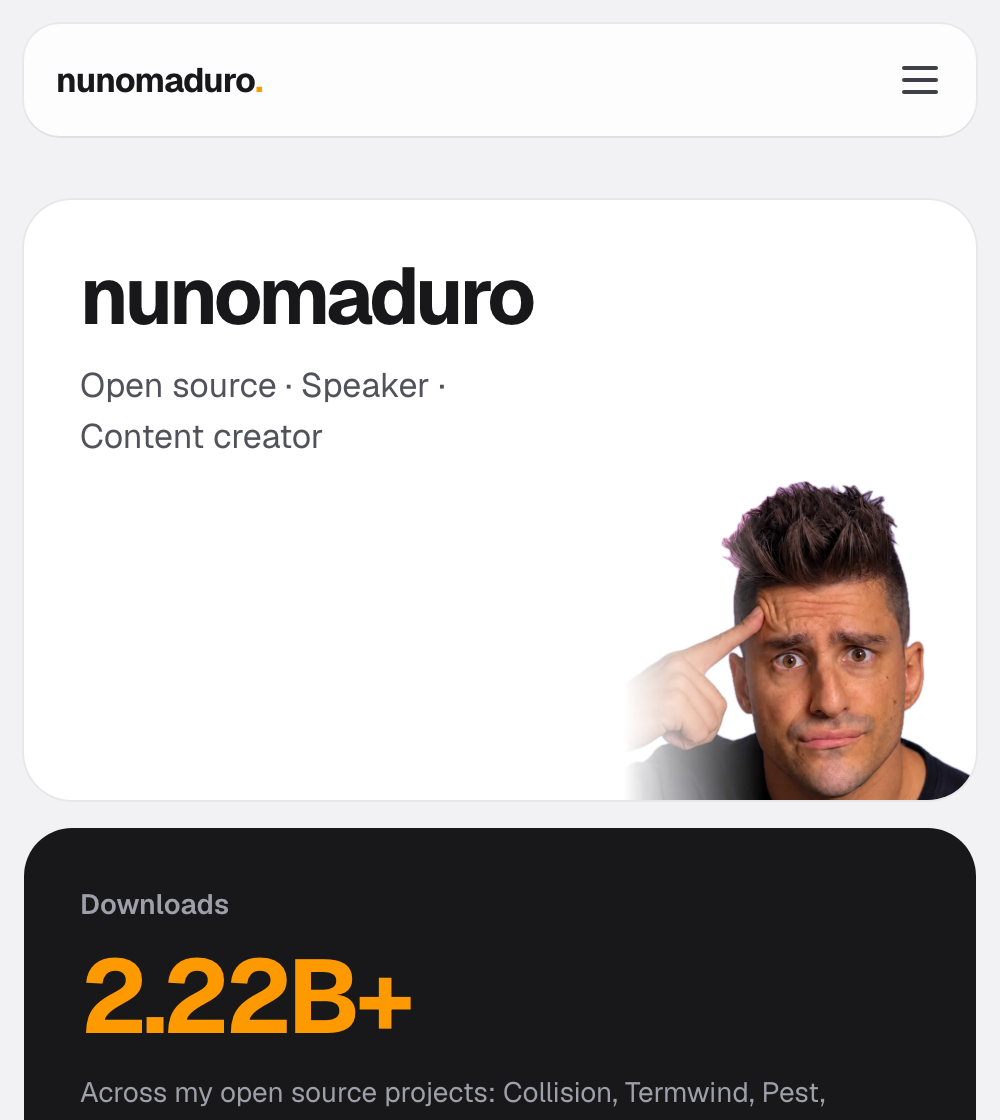 nunomaduro.
nunomaduro
Open source · Speaker ·
Content creator
Downloads
2.22B+
Across my open source projects: Collision, Termwind, Pest,